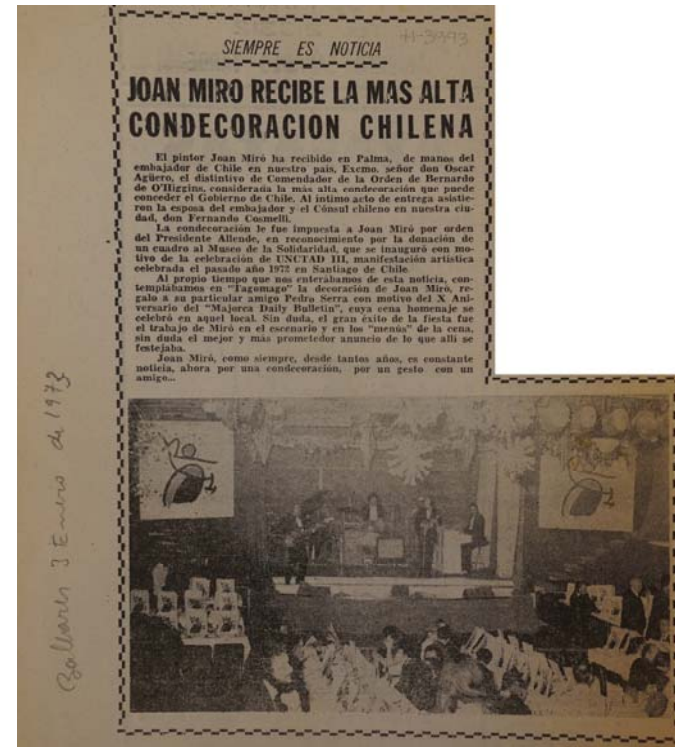 H-3993
SIEMPRE ES NOTICIA
JOAN MIRO RECIBE LA MAS ALTA
CONDECORACION CHILENA
El pintor Joan Miró ha recibido en Palma, de manos del
embajador de Chile en nuestro país, Excmo. señor don Oscar
Agüero, el distintivo de Comendador de la Orden de Bernardo
de O'Higgins, considerada la más alta condecoración que puede
conceder el Gobierno de Chile. Al íntimo acto de entrega asistie-
ron la esposa del embajador y el Cónsul chileno en nuestra ciu-
dad, don Fernando Cosmelli.
La condecoración le fue impuesta a Joan Miró por orden
del Presidente Allende, en reconocimiento por la donación de
un cuadro al Museo de la Solidaridad, que se inauguró con mo-
tivo de la celebración de UNCTAD III, manifestación artística
celebrada el pasado año 1972 en Santiago de Chile.
Al propio tiempo que nos enterábamos de esta noticia, con-
templábamos en "Tagomago" la decoración de Joan Miró, re-
galo a su particular amigo Pedro Serra con motivo del X Ani-
versario del "Majorca Daily Bulletin", cuya cena homenaje se
celebró en aquel local. Sin duda, el gran éxito de la fiesta fue
el trabajo de Miró en el escenario y en los "menús" de la cena,
sin duda el mejor y más prometedor anuncio de lo que allí se
festejaba.
Joan Miró, como siempre, desde tantos años, es constante
noticia, ahora por una condecoración, por un gesto con un
amigo...
Baleares 3 Enero de 1973